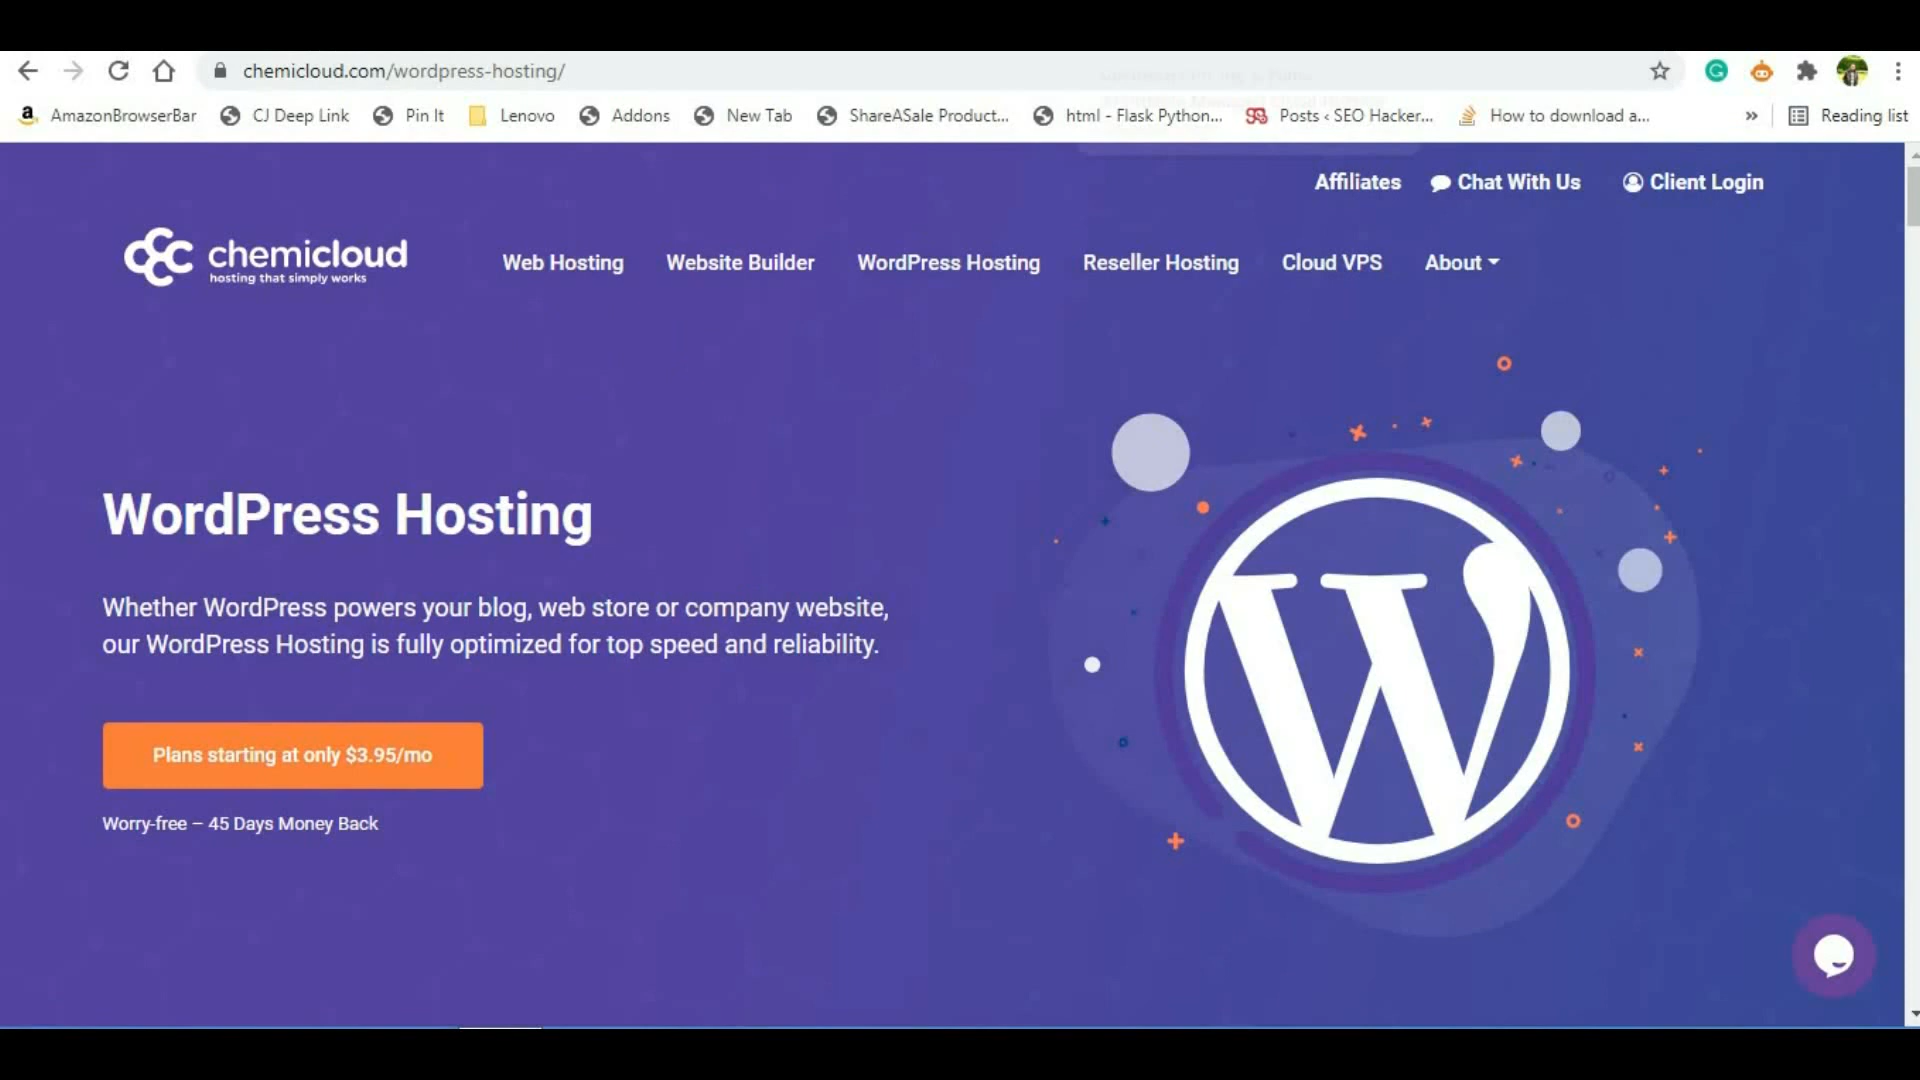 chemicloud.com/wordpress-hosting/
AmazonBrowserBar CJ Deep Link Pin It Lenovo Addons New Tab ShareASale Product... html - Flask Python... Posts ‹ SEO Hacker... How to download a... » Reading list
Affiliates Chat With Us Client Login
chemicloud
hosting that simply works
Web Hosting Website Builder WordPress Hosting Reseller Hosting Cloud VPS About
WordPress Hosting
Whether WordPress powers your blog, web store or company website,
our WordPress Hosting is fully optimized for top speed and reliability.
Plans starting at only $3.95/mo
Worry-free – 45 Days Money Back